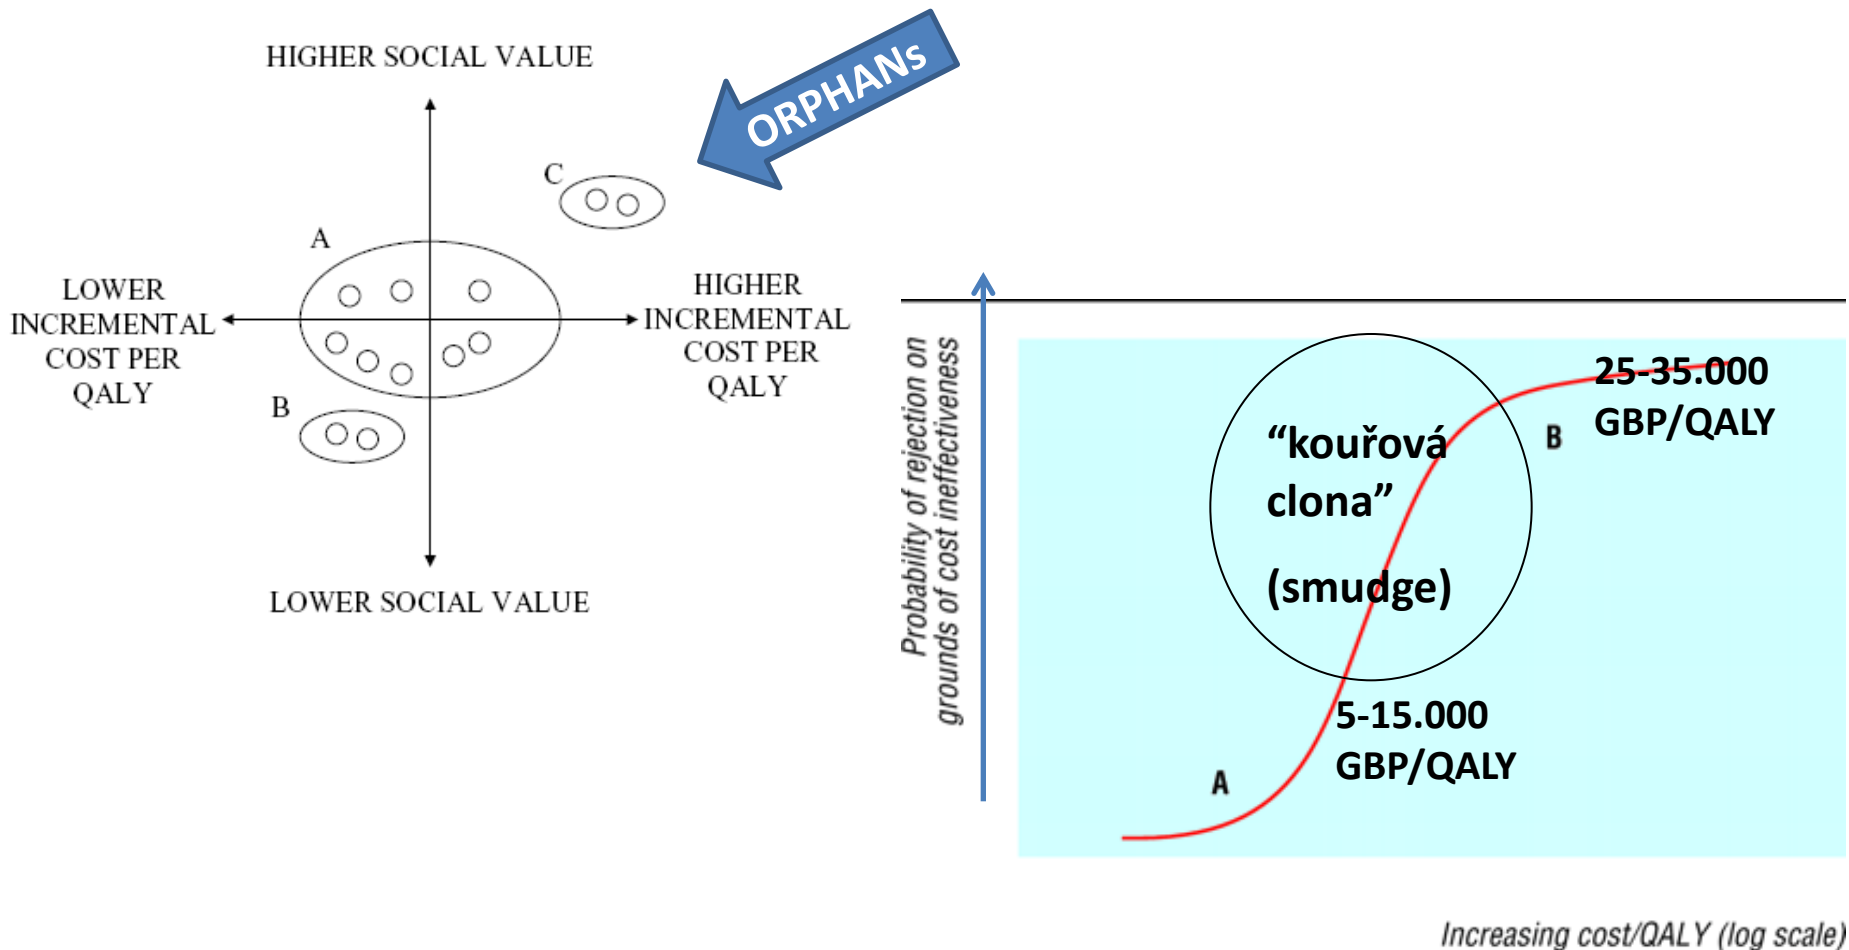 HIGHER SOCIAL VALUE
ORPHANs
C
A
LOWER
INCREMENTAL
COST PER
QALY
HIGHER
INCREMENTAL
COST PER
QALY
B
LOWER SOCIAL VALUE
Probability of rejection on
grounds of cost ineffectiveness
25-35.000
GBP/QALY
B
“kouřová
clona”
(smudge)
5-15.000
GBP/QALY
A
Increasing cost/QALY (log scale)